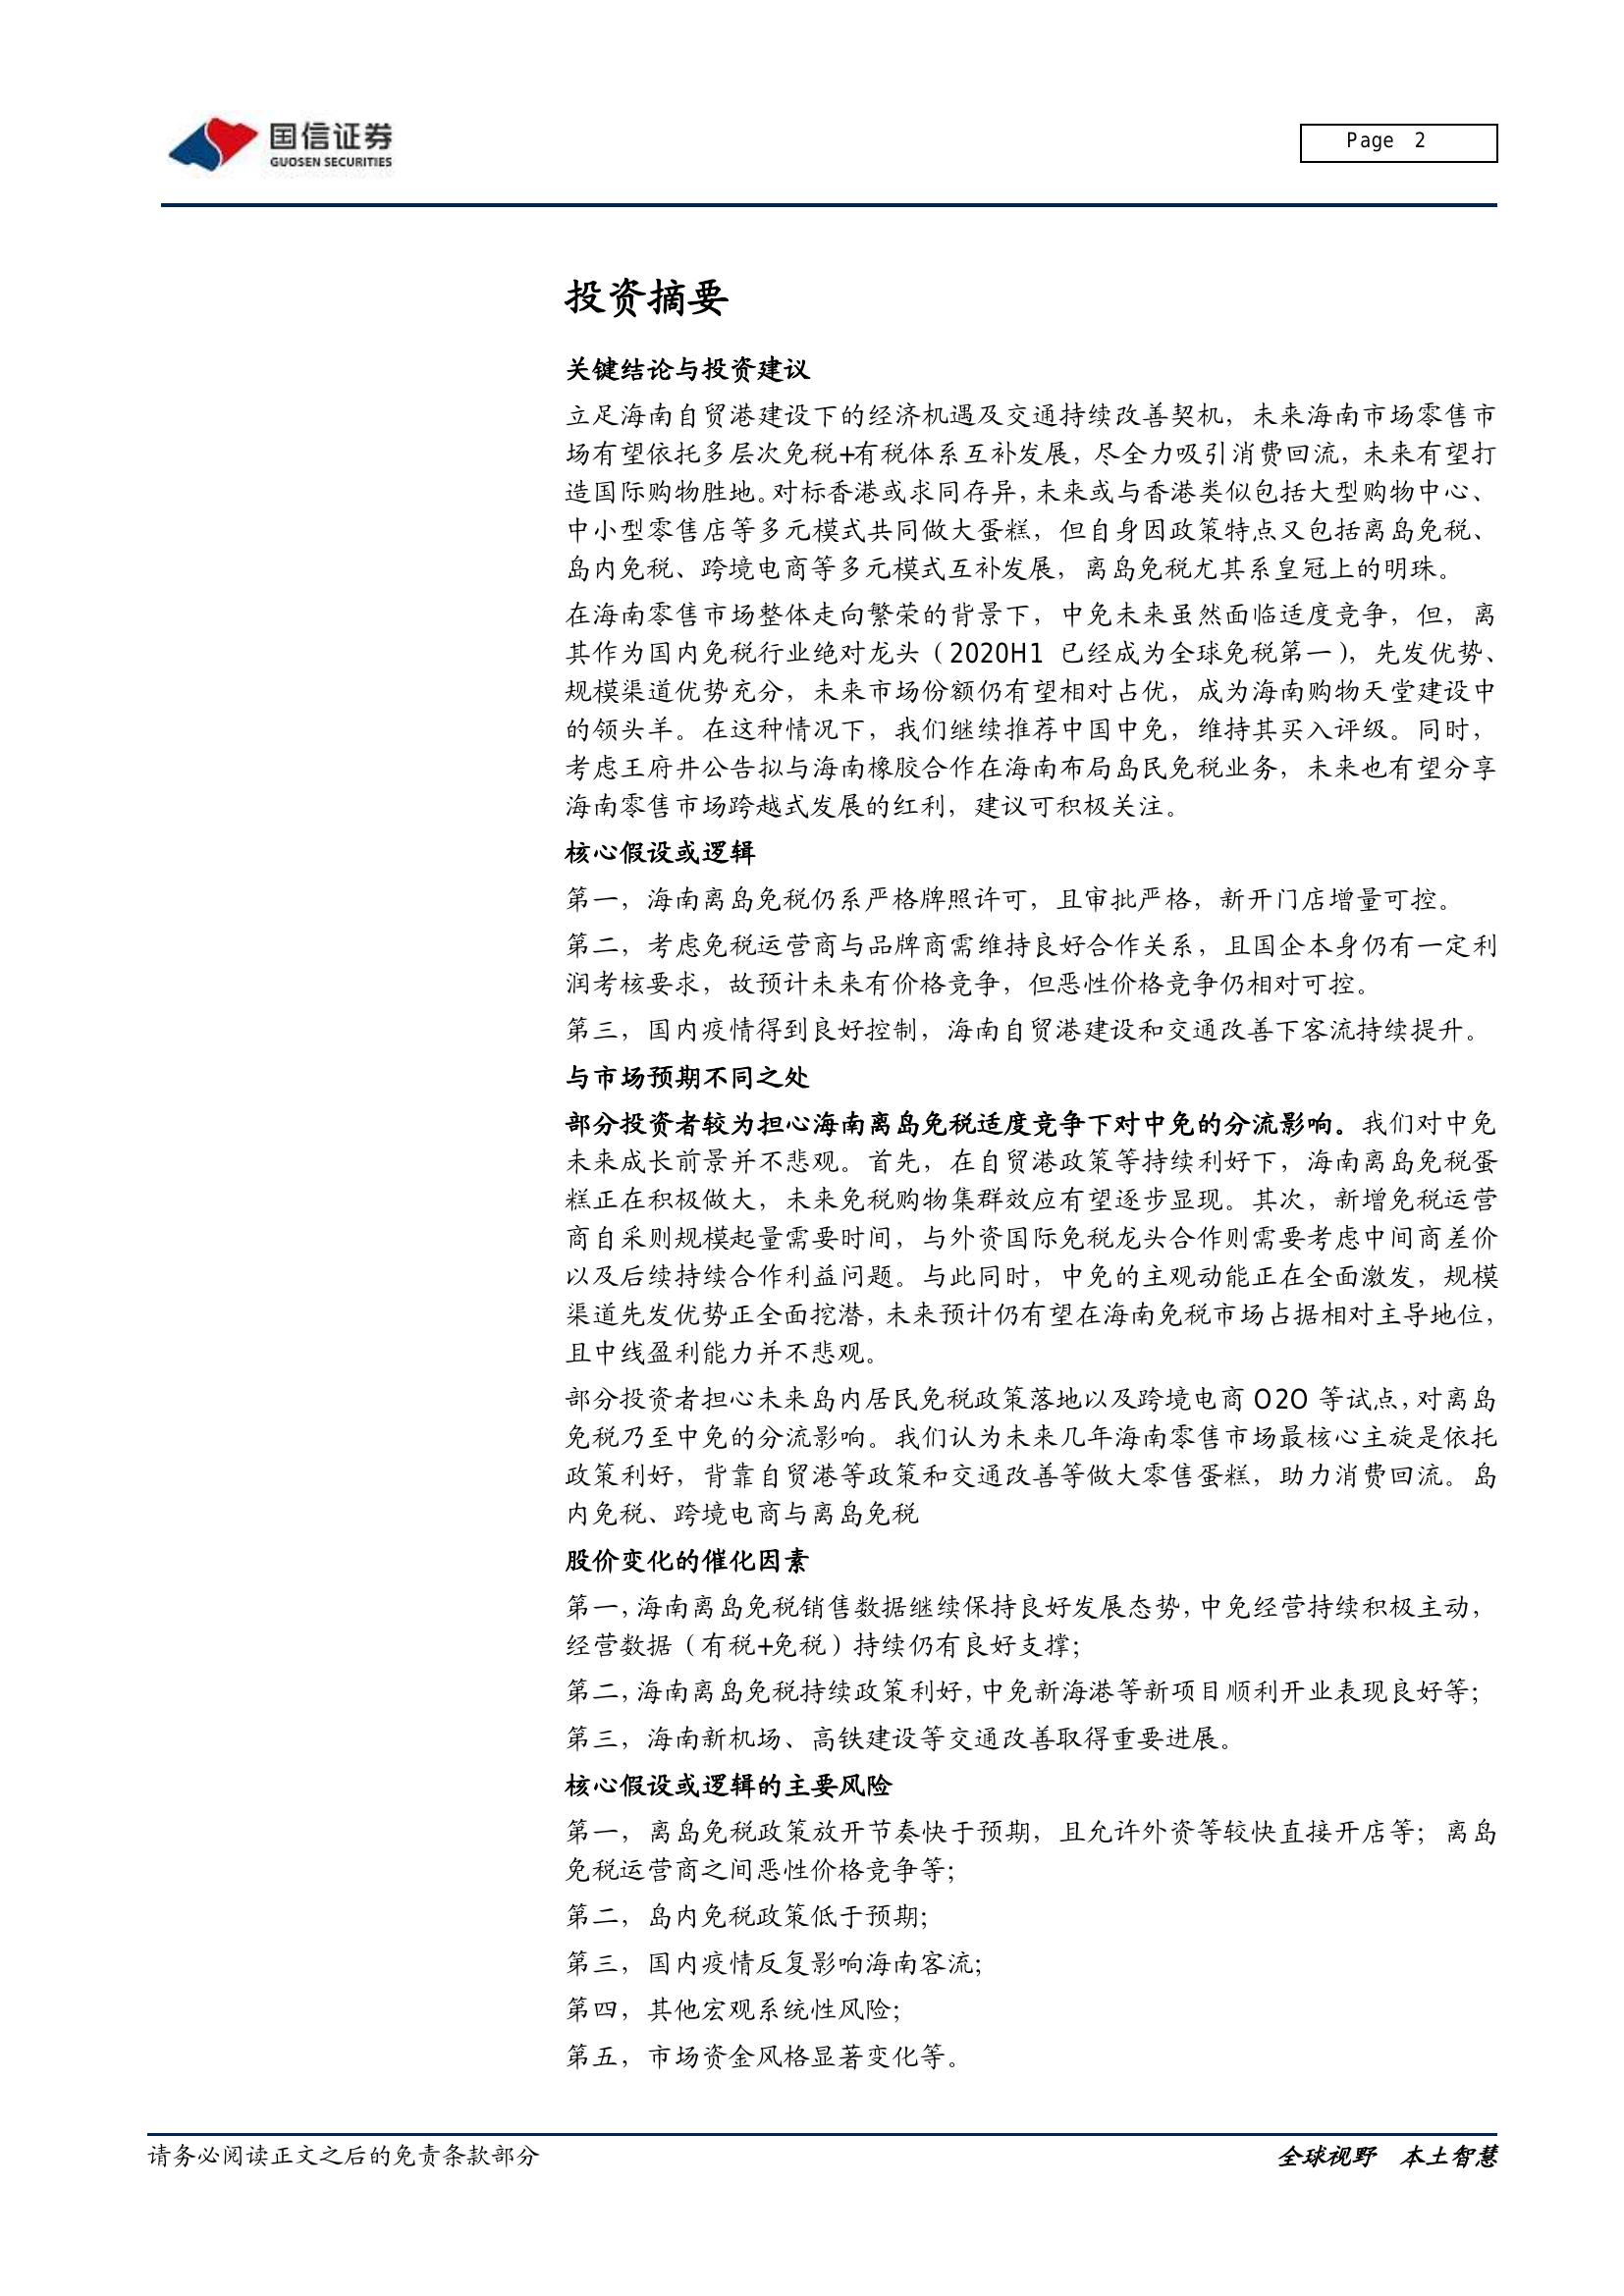 国信证券
GUOSEN SECURITIES
Page 2
投资摘要
关键结论与投资建议
立足海南自贸港建设下的经济机遇及交通持续改善契机，未来海南市场零售市
场有望依托多层次免税+有税体系互补发展，尽全力吸引消费回流，未来有望打
造国际购物胜地。对标香港或求同存异，未来或与香港类似包括大型购物中心、
中小型零售店等多元模式共同做大蛋糕，但自身因政策特点又包括离岛免税、
岛内免税、跨境电商等多元模式互补发展，离岛免税尤其系皇冠上的明珠。
在海南零售市场整体走向繁荣的背景下，中免未来虽然面临适度竞争，但，离
其作为国内免税行业绝对龙头（2020H1 已经成为全球免税第一），先发优势、
规模渠道优势充分，未来市场份额仍有望相对占优，成为海南购物天堂建设中
的领头羊。在这种情况下，我们继续推荐中国中免，维持其买入评级。同时，
考虑王府井公告拟与海南橡胶合作在海南布局岛民免税业务，未来也有望分享
海南零售市场跨越式发展的红利，建议可积极关注。
核心假设或逻辑
第一，海南离岛免税仍系严格牌照许可，且审批严格，新开门店增量可控。
第二，考虑免税运营商与品牌商需维持良好合作关系，且国企本身仍有一定利
润考核要求，故预计未来有价格竞争，但恶性价格竞争仍相对可控。
第三，国内疫情得到良好控制，海南自贸港建设和交通改善下客流持续提升。
与市场预期不同之处
部分投资者较为担心海南离岛免税适度竞争下对中免的分流影响。我们对中免
未来成长前景并不悲观。首先，在自贸港政策等持续利好下，海南离岛免税蛋
糕正在积极做大，未来免税购物集群效应有望逐步显现。其次，新增免税运营
商自采则规模起量需要时间，与外资国际免税龙头合作则需要考虑中间商差价
以及后续持续合作利益问题。与此同时，中免的主观动能正在全面激发，规模
渠道先发优势正全面挖潜，未来预计仍有望在海南免税市场占据相对主导地位，
且中线盈利能力并不悲观。
部分投资者担心未来岛内居民免税政策落地以及跨境电商 O2O 等试点，对离岛
免税乃至中免的分流影响。我们认为未来几年海南零售市场最核心主旋是依托
政策利好，背靠自贸港等政策和交通改善等做大零售蛋糕，助力消费回流。岛
内免税、跨境电商与离岛免税
股价变化的催化因素
第一，海南离岛免税销售数据继续保持良好发展态势，中免经营持续积极主动，
经营数据（有税+免税）持续仍有良好支撑；
第二，海南离岛免税持续政策利好，中免新海港等新项目顺利开业表现良好等；
第三，海南新机场、高铁建设等交通改善取得重要进展。
核心假设或逻辑的主要风险
第一，离岛免税政策放开节奏快于预期，且允许外资等较快直接开店等；离岛
免税运营商之间恶性价格竞争等；
第二，岛内免税政策低于预期；
第三，国内疫情反复影响海南客流；
第四，其他宏观系统性风险；
第五，市场资金风格显著变化等。
请务必阅读正文之后的免责条款部分
全球视野 本土智慧